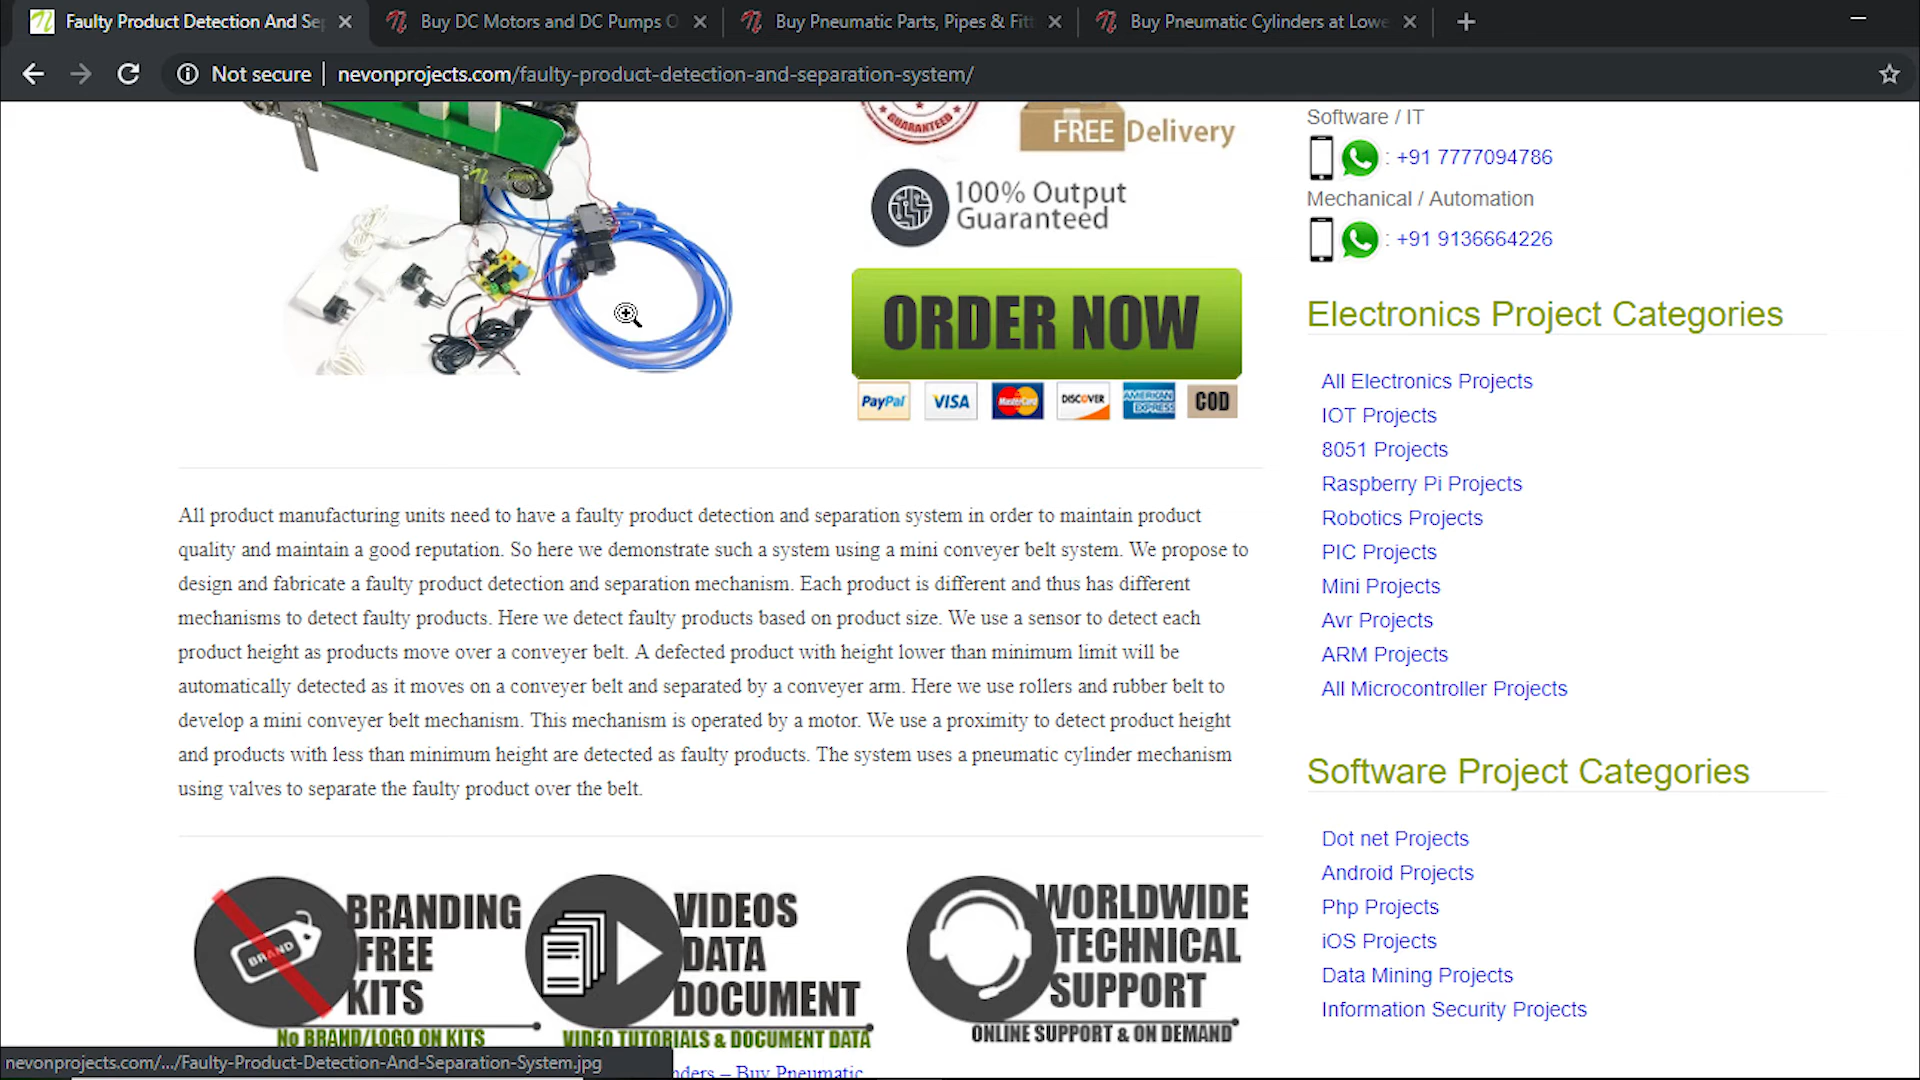 Faulty Product Detection And Sep
Buy DC Motors and DC Pumps O
Buy Pneumatic Parts, Pipes & Fitt
Buy Pneumatic Cylinders at Lowe
Not secure
nevonprojects.com/faulty-product-detection-and-separation-system/
GUARANTEED
FREE Delivery
100% Output
Guaranteed
ORDER NOW
PayPal
VISA
MasterCard
DISCOVER
AMERICAN EXPRESS
COD
All product manufacturing units need to have a faulty product detection and separation system in order to maintain product
quality and maintain a good reputation. So here we demonstrate such a system using a mini conveyer belt system. We propose to
design and fabricate a faulty product detection and separation mechanism. Each product is different and thus has different
mechanisms to detect faulty products. Here we detect faulty products based on product size. We use a sensor to detect each
product height as products move over a conveyer belt. A defected product with height lower than minimum limit will be
automatically detected as it moves on a conveyer belt and separated by a conveyer arm. Here we use rollers and rubber belt to
develop a mini conveyer belt mechanism. This mechanism is operated by a motor. We use a proximity to detect product height
and products with less than minimum height are detected as faulty products. The system uses a pneumatic cylinder mechanism
using valves to separate the faulty product over the belt.
BRAND
BRANDING
FREE
KITS
No BRAND/LOGO ON KITS
VIDEOS
DATA
DOCUMENT
VIDEO TUTORIALS & DOCUMENT DATA
WORLDWIDE
TECHNICAL
SUPPORT
ONLINE SUPPORT & ON DEMAND
nders – Buy Pneumatic
nevonprojects.com/.../Faulty-Product-Detection-And-Separation-System.jpg
Software / IT
: +91 7777094786
Mechanical / Automation
: +91 9136664226
Electronics Project Categories
All Electronics Projects
IOT Projects
8051 Projects
Raspberry Pi Projects
Robotics Projects
PIC Projects
Mini Projects
Avr Projects
ARM Projects
All Microcontroller Projects
Software Project Categories
Dot net Projects
Android Projects
Php Projects
iOS Projects
Data Mining Projects
Information Security Projects